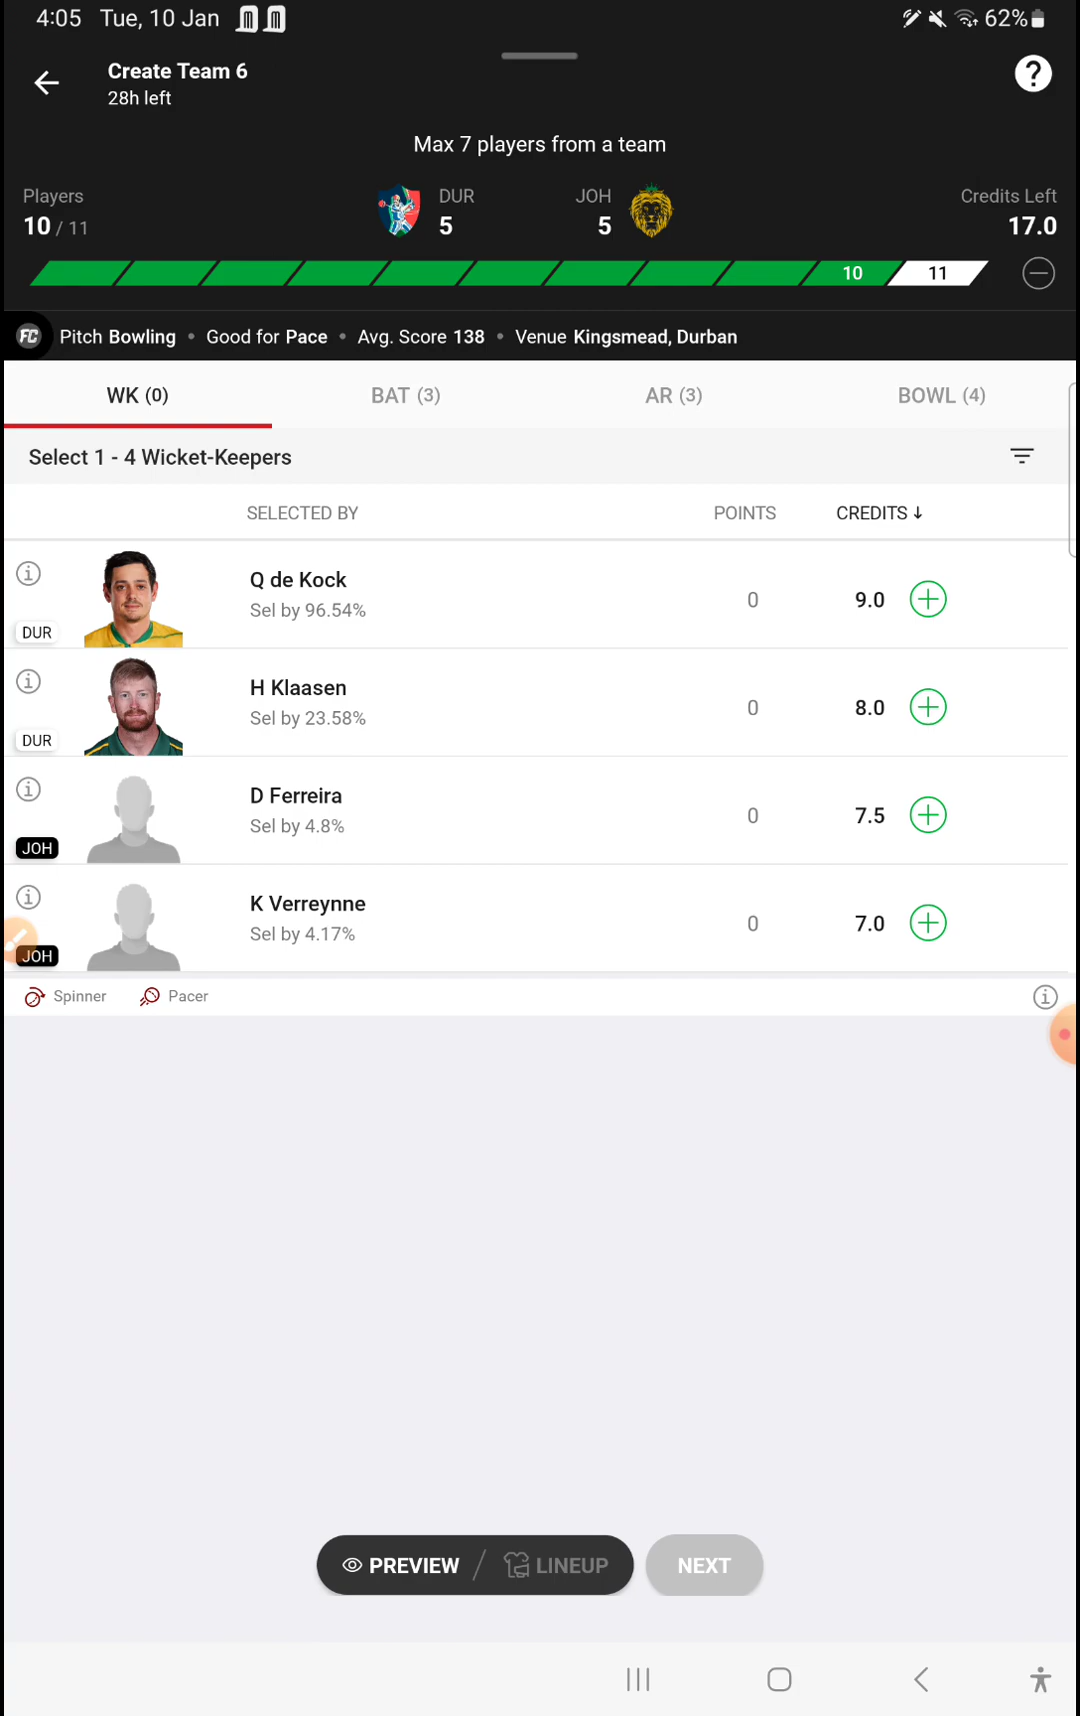 4:05 Tue, 10 Jan 62%
Create Team 6
28h left
?
Max 7 players from a team
Players DUR JOH Credits Left
10 / 11 5 5 17.0
10 11
FC Pitch Bowling • Good for Pace • Avg. Score 138 • Venue Kingsmead, Durban
WK (0) BAT (3) AR (3) BOWL (4)
Select 1 - 4 Wicket-Keepers
SELECTED BY POINTS CREDITS ↓
Q de Kock
Sel by 96.54%
0 9.0
DUR
H Klaasen
Sel by 23.58%
0 8.0
DUR
D Ferreira
Sel by 4.8%
0 7.5
JOH
K Verreynne
Sel by 4.17%
0 7.0
JOH
Spinner Pacer
PREVIEW / LINEUP NEXT